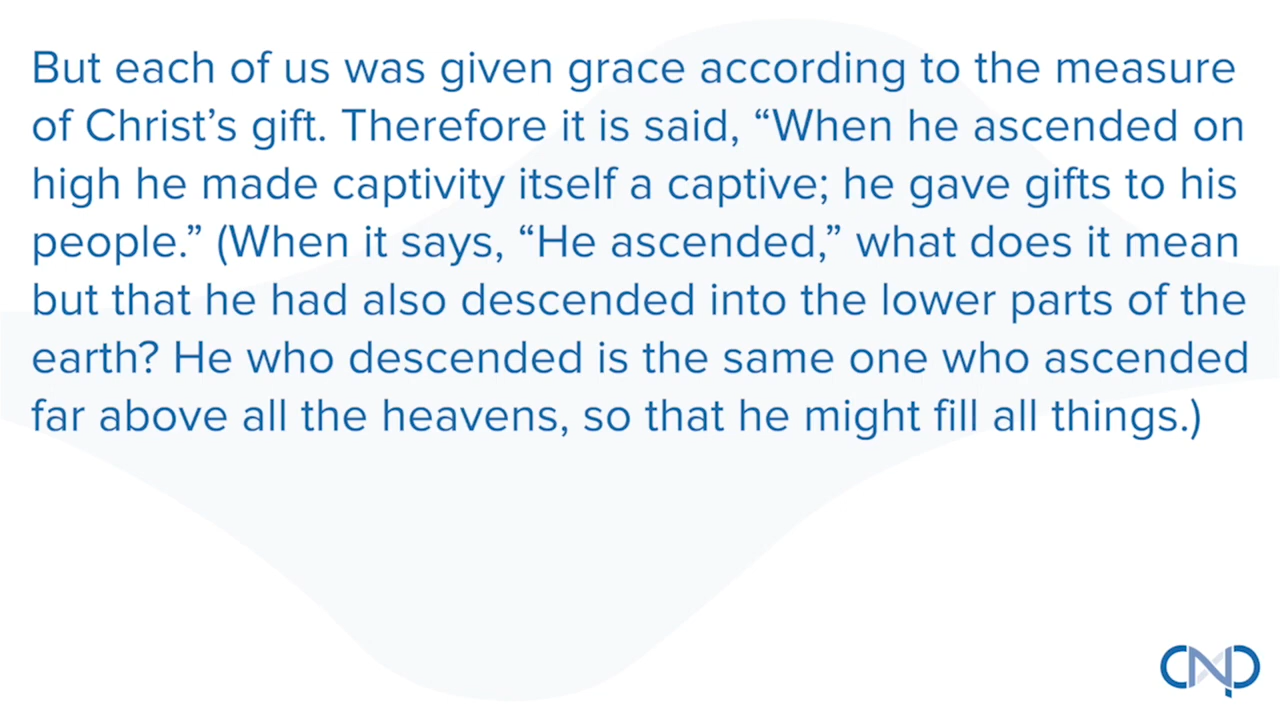 But each of us was given grace according to the measure
of Christ’s gift. Therefore it is said, “When he ascended on
high he made captivity itself a captive; he gave gifts to his
people.” (When it says, “He ascended,” what does it mean
but that he had also descended into the lower parts of the
earth? He who descended is the same one who ascended
far above all the heavens, so that he might fill all things.)
CNP